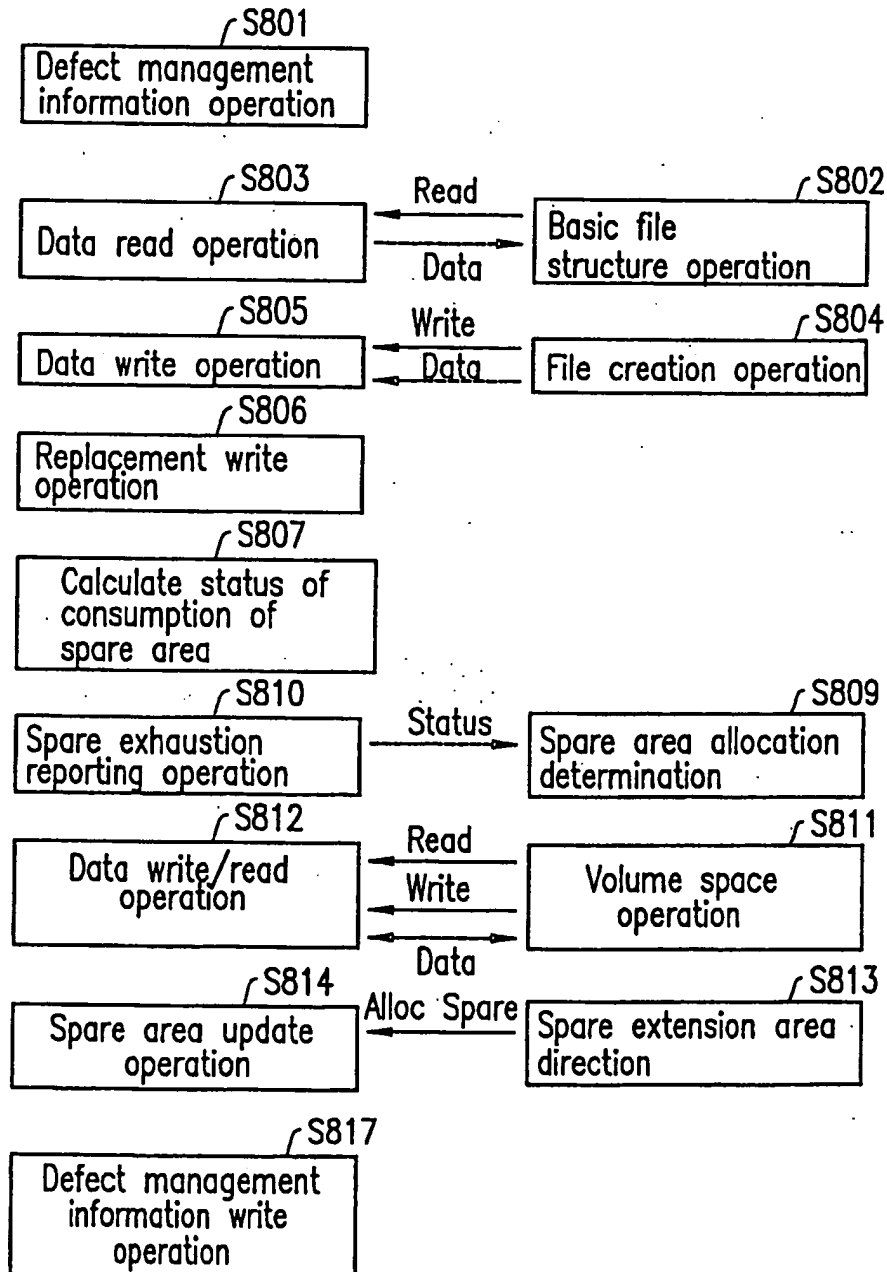 S801
Defect management
information operation
S803
Read
S802
Data read operation
Data
Basic file
structure operation
S805
Write
S804
Data write operation
Data
File creation operation
S806
Replacement write
operation
S807
Calculate status of
consumption of
spare area
S810
Status
S809
Spare exhaustion
reporting operation
Spare area allocation
determination
S812
Read
S811
Data write/read
operation
Write
Volume space
operation
Data
S814
Alloc Spare
S813
Spare area update
operation
Spare extension area
direction
S817
Defect management
information write
operation